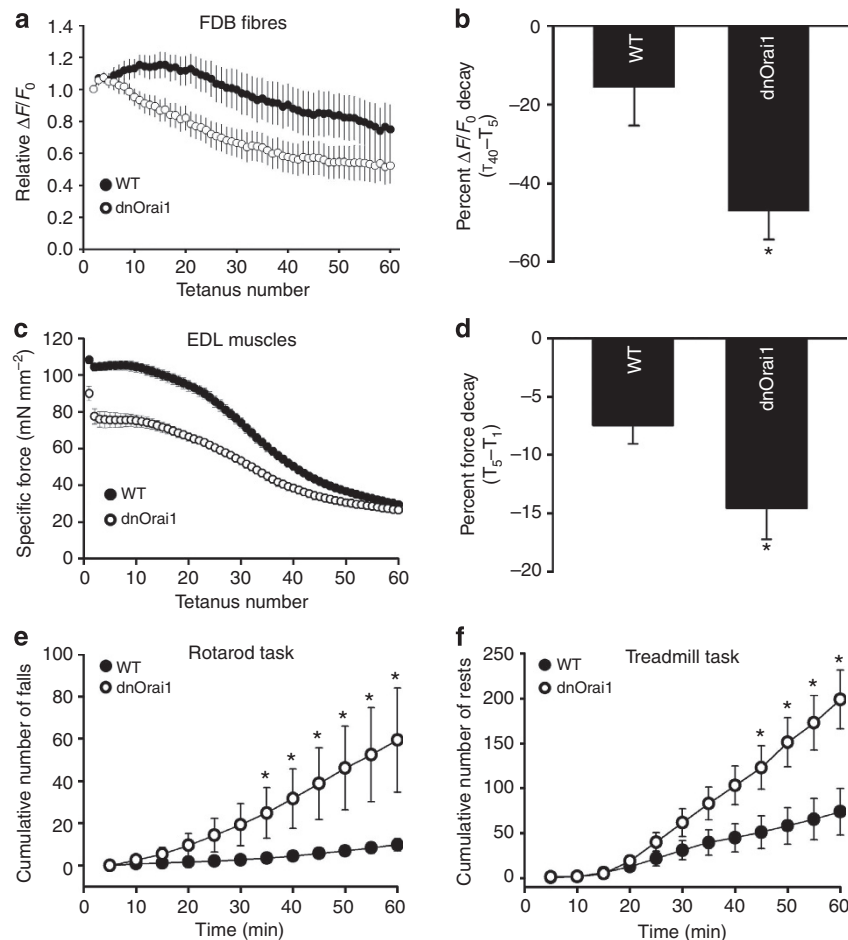 a
FDB fibres
Relative ΔF/F0
1.4
1.2
1.0
0.8
0.6
0.4
0.2
0.0
WT
dnOrai1
0 10 20 30 40 50 60
Tetanus number
b
Percent ΔF/F0 decay
(T40–T5)
0
–20
–40
–60
WT
dnOrai1
*
c
EDL muscles
Specific force (mN mm–2)
120
100
80
60
40
20
0
WT
dnOrai1
0 10 20 30 40 50 60
Tetanus number
d
Percent force decay
(T5–T1)
0
–5
–10
–15
–20
WT
dnOrai1
*
e
Rotarod task
WT
dnOrai1
Cumulative number of falls
100
80
60
40
20
0
* * * * * *
0 10 20 30 40 50 60
Time (min)
f
Treadmill task
WT
dnOrai1
Cumulative number of rests
250
200
150
100
50
0
* * * *
0 10 20 30 40 50 60
Time (min)